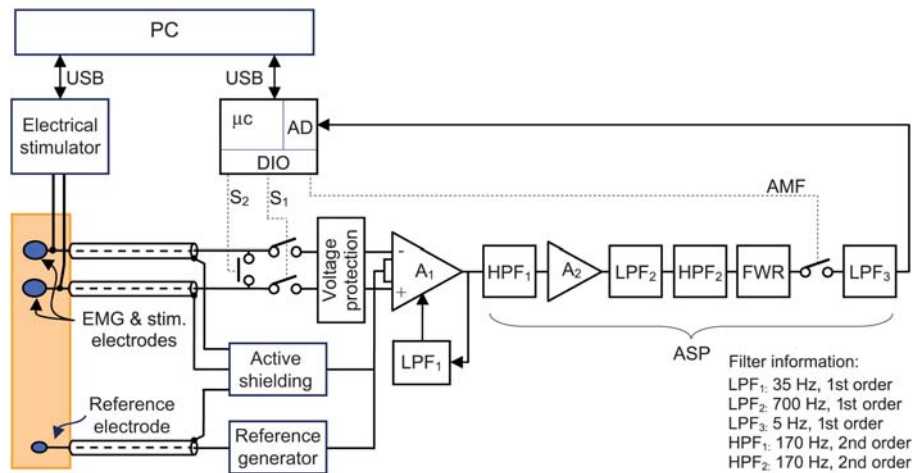 PC
USB
USB
Electrical
stimulator
µc
AD
DIO
S2
S1
AMF
Voltage
protection
-
+
A1
HPF1
A2
LPF2
HPF2
FWR
LPF3
LPF1
ASP
EMG & stim.
electrodes
Active
shielding
Reference
electrode
Reference
generator
Filter information:
LPF1: 35 Hz, 1st order
LPF2: 700 Hz, 1st order
LPF3: 5 Hz, 1st order
HPF1: 170 Hz, 2nd order
HPF2: 170 Hz, 2nd order